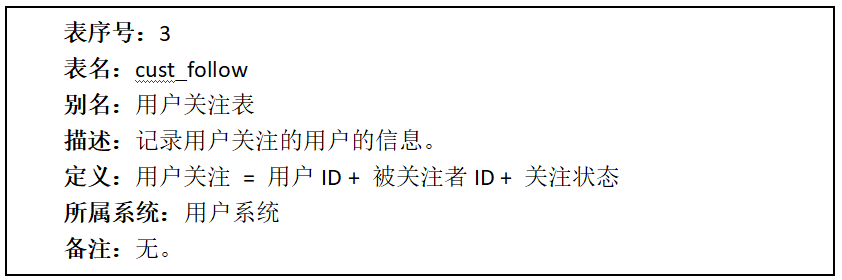 表序号：3
表名：cust_follow
别名：用户关注表
描述：记录用户关注的用户的信息。
定义：用户关注 = 用户 ID + 被关注者 ID + 关注状态
所属系统：用户系统
备注：无。